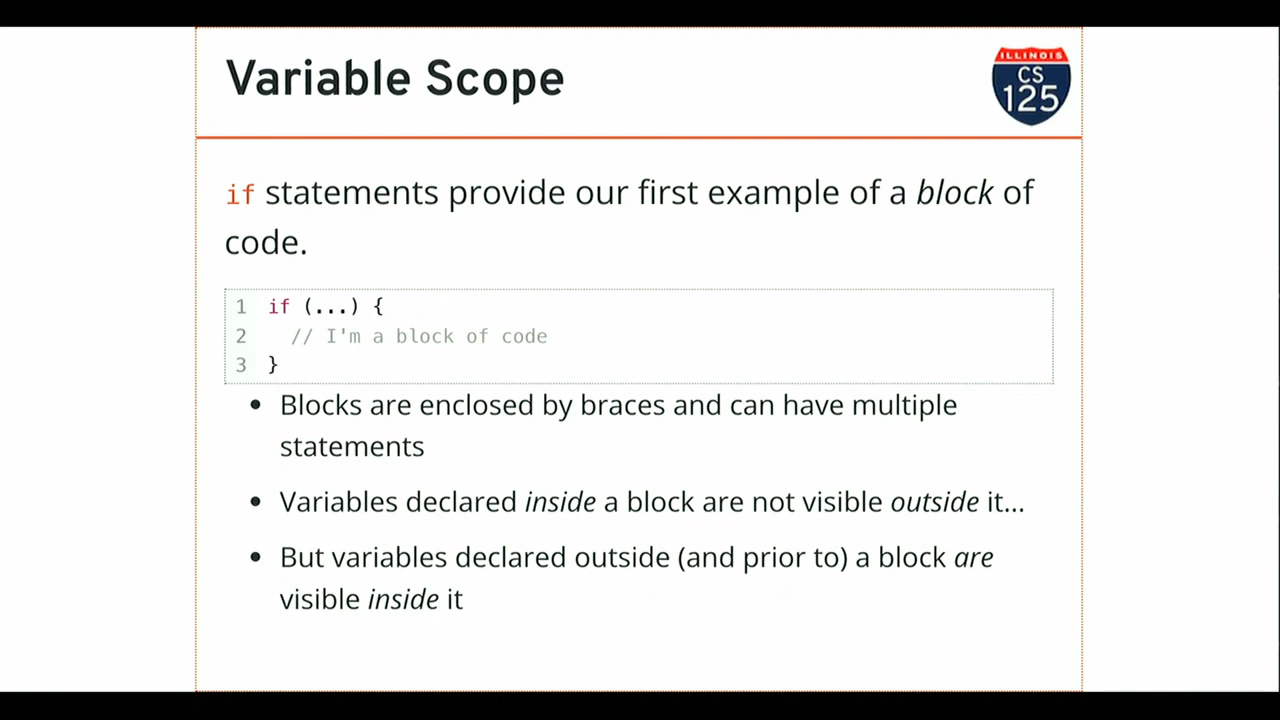 Variable Scope
ILLINOIS
CS
125
if statements provide our first example of a block of
code.
1 if (...) {
2 // I'm a block of code
3 }
• Blocks are enclosed by braces and can have multiple
statements
• Variables declared inside a block are not visible outside it...
• But variables declared outside (and prior to) a block are
visible inside it